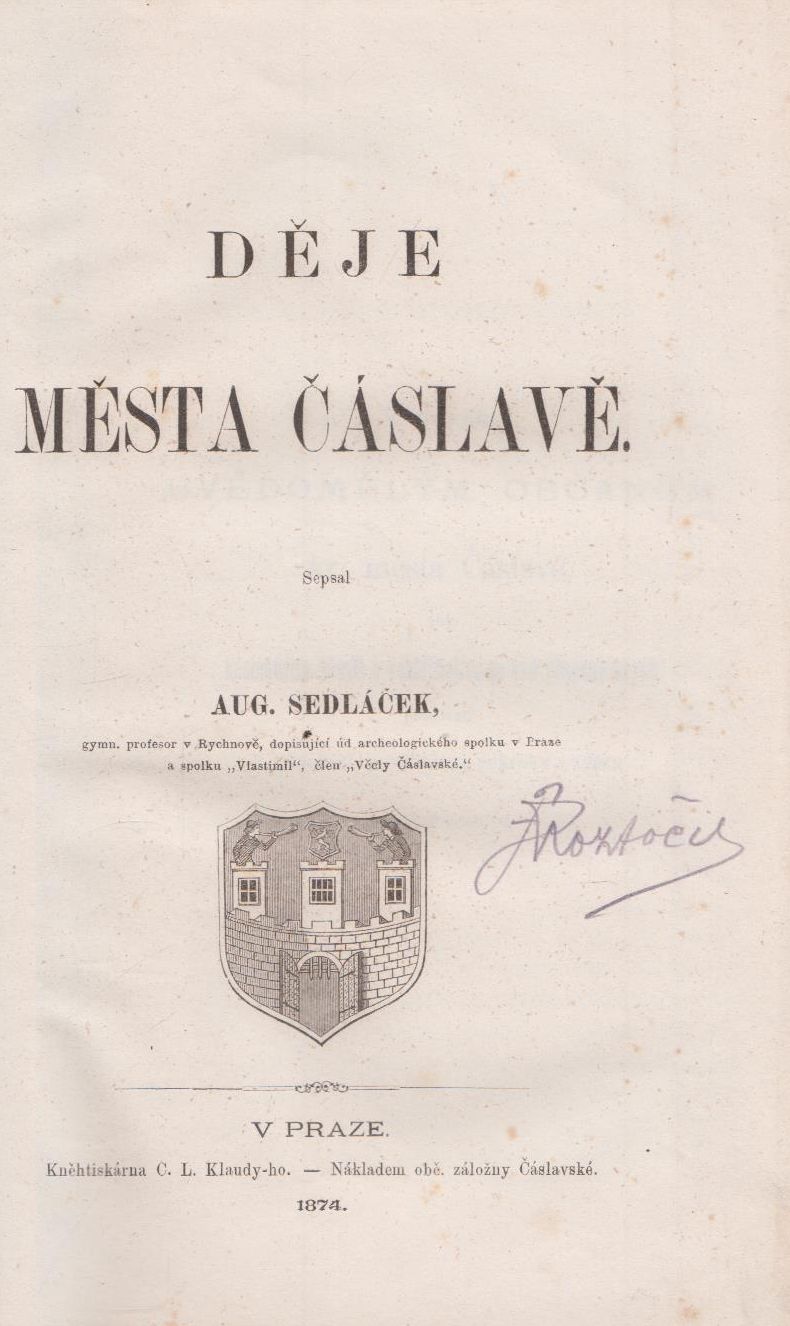 DĚJE
MĚSTA ČÁSLAVĚ.
Sepsal
AUG. SEDLÁČEK,
gymn. profesor v Rychnově, dopisující úd archeologického spolku v Praze
a spolku „Vlastimil“, člen „Včely Čáslavské.“
Roztočil
V PRAZE.
Kněhtiskárna C. L. Klaudy-ho. — Nákladem obč. záložny Čáslavské.
1874.